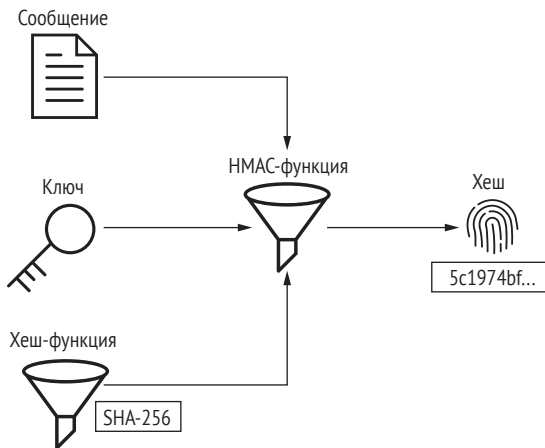 Сообщение
HMAC-функция
Ключ
Хеш
5c1974bf...
Хеш-функция
SHA-256